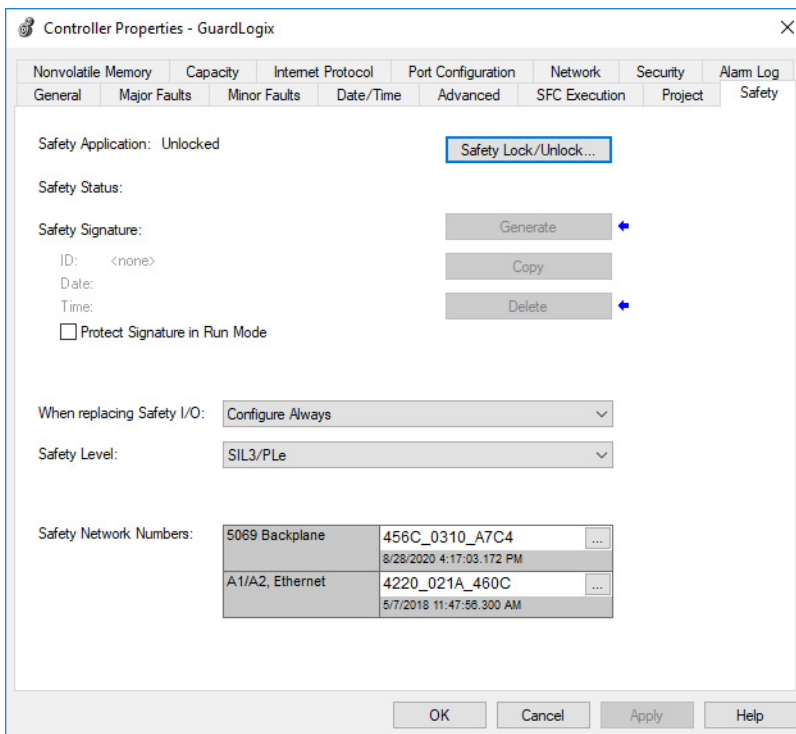 Controller Properties - GuardLogix
Nonvolatile Memory Capacity Internet Protocol Port Configuration Network Security Alarm Log
General Major Faults Minor Faults Date/Time Advanced SFC Execution Project Safety
Safety Application: Unlocked Safety Lock/Unlock...
Safety Status:
Safety Signature: Generate
ID: <none>
Copy
Date:
Time: Delete
Protect Signature in Run Mode
When replacing Safety I/O: Configure Always
Safety Level: SIL3/PLe
Safety Network Numbers: 5069 Backplane 456C_0310_A7C4 ...
8/28/2020 4:17:03.172 PM
A1/A2, Ethernet 4220_021A_460C ...
5/7/2018 11:47:56.300 AM
OK Cancel Apply Help